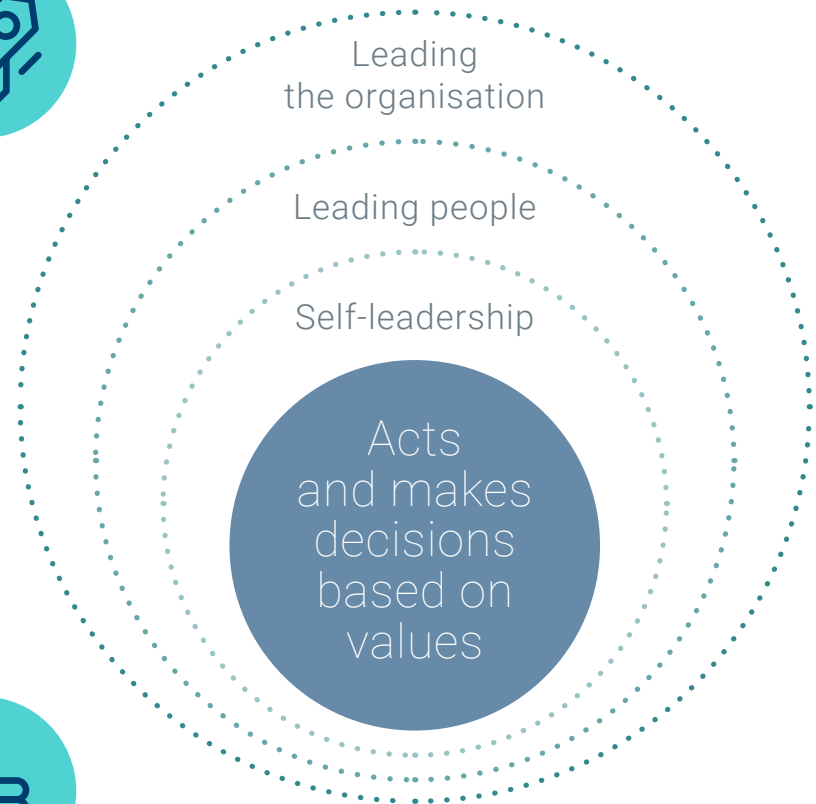 Leading
the organisation
Leading people
Self-leadership
Acts
and makes
decisions
based on
values